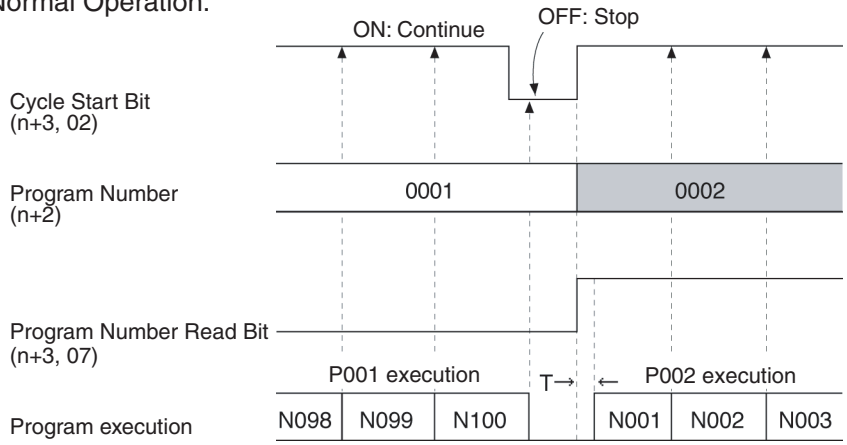 Normal Operation.
ON: Continue
OFF: Stop
Cycle Start Bit
(n+3, 02)
Program Number
(n+2)
0001
0002
Program Number Read Bit
(n+3, 07)
P001 execution
T
P002 execution
Program execution
N098
N099
N100
N001
N002
N003